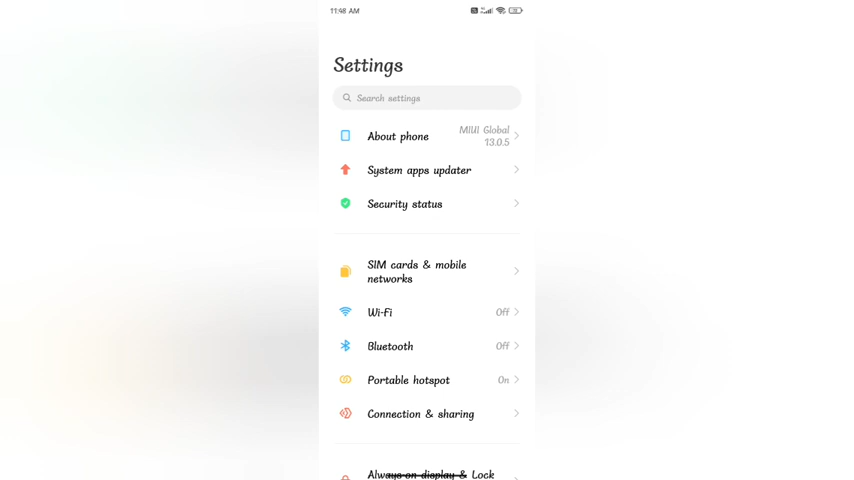 11:48 AM
Settings
Search settings
About phone
MIUI Global
13.0.5
System apps updater
Security status
SIM cards & mobile
networks
Wi-Fi
Off
Bluetooth
Off
Portable hotspot
On
Connection & sharing
Always-on display & Lock